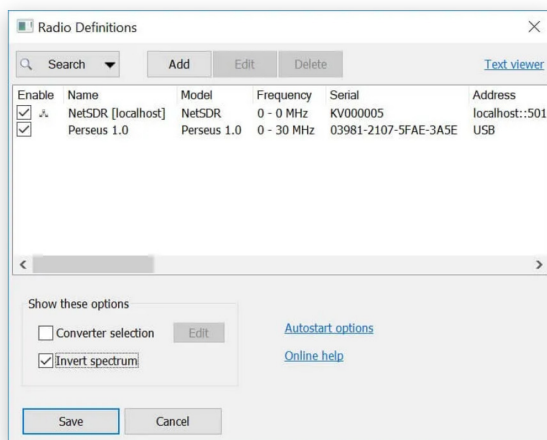 Radio Definitions
Search Add Edit Delete Text viewer
Enable Name Model Frequency Serial Address
NetSDR [localhost] NetSDR 0 - 0 MHz KV000005 localhost::501
Perseus 1.0 Perseus 1.0 0 - 30 MHz 03981-2107-5FAE-3A5E USB
Show these options
Converter selection Edit Autostart options
Invert spectrum Online help
Save Cancel